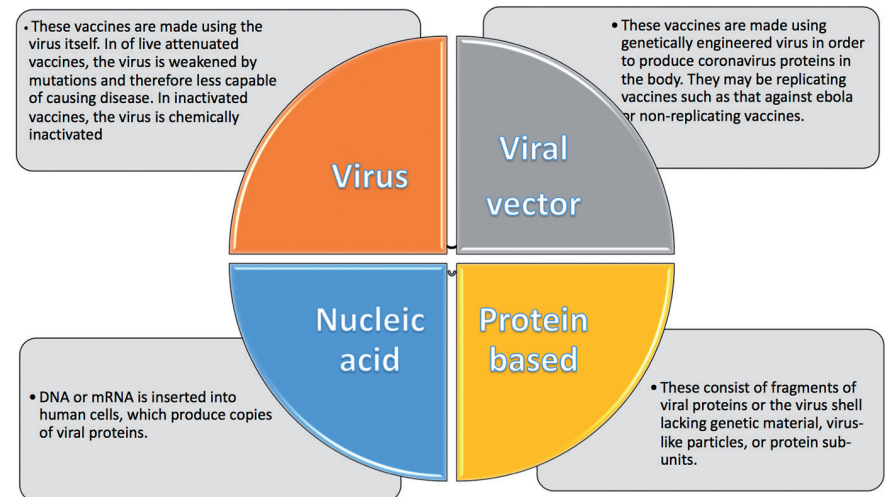 • These vaccines are made using the
virus itself. In of live attenuated
vaccines, the virus is weakened by
mutations and therefore less capable
of causing disease. In inactivated
vaccines, the virus is chemically
inactivated
• These vaccines are made using
genetically engineered virus in order
to produce coronavirus proteins in
the body. They may be replicating
vaccines such as that against ebola
or non-replicating vaccines.
Virus
Viral
vector
Nucleic
acid
Protein
based
• DNA or mRNA is inserted into
human cells, which produce copies
of viral proteins.
• These consist of fragments of
viral proteins or the virus shell
lacking genetic material, virus-
like particles, or protein sub-
units.